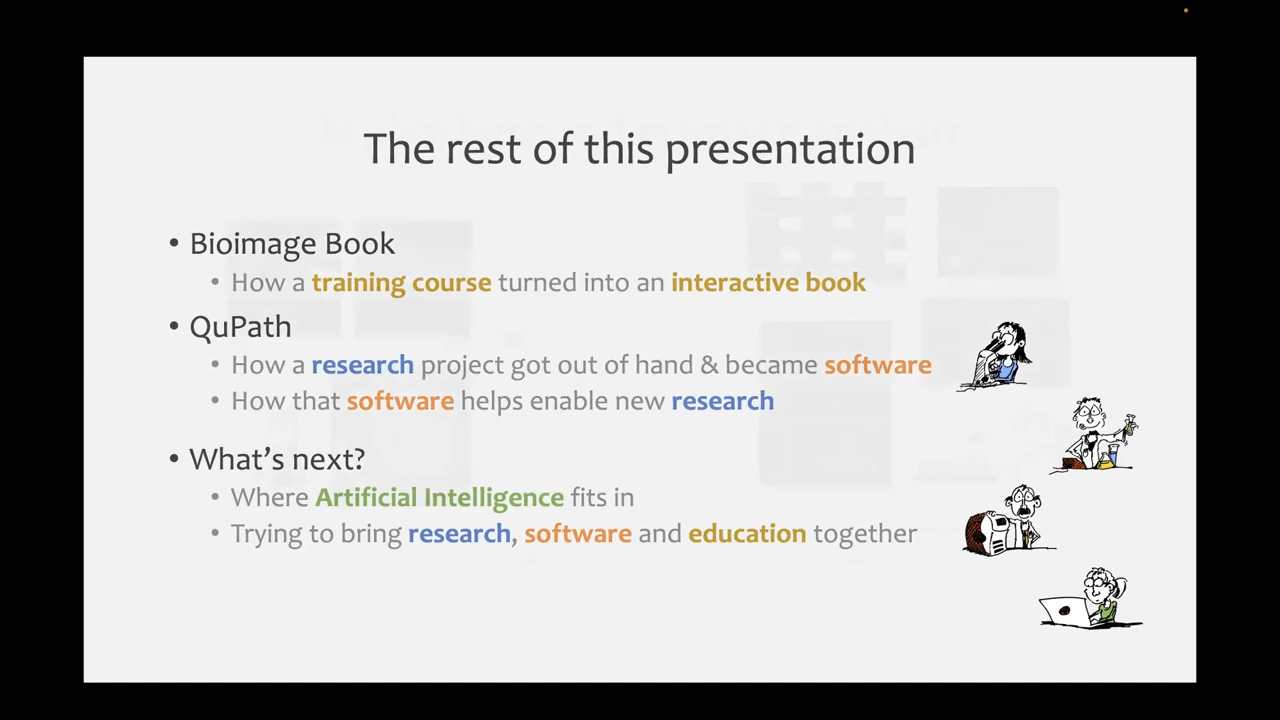 The rest of this presentation
• Bioimage Book
• How a training course turned into an interactive book
• QuPath
• How a research project got out of hand & became software
• How that software helps enable new research
• What's next?
• Where Artificial Intelligence fits in
• Trying to bring research, software and education together